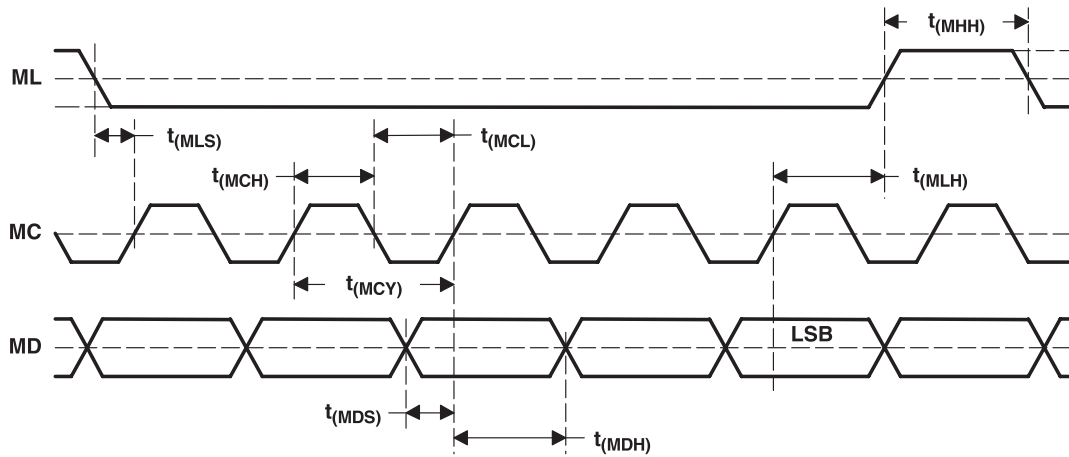 t(MHH)
ML
t(MLS)
t(MCL)
t(MCH)
t(MLH)
MC
t(MCY)
MD
LSB
t(MDS)
t(MDH)